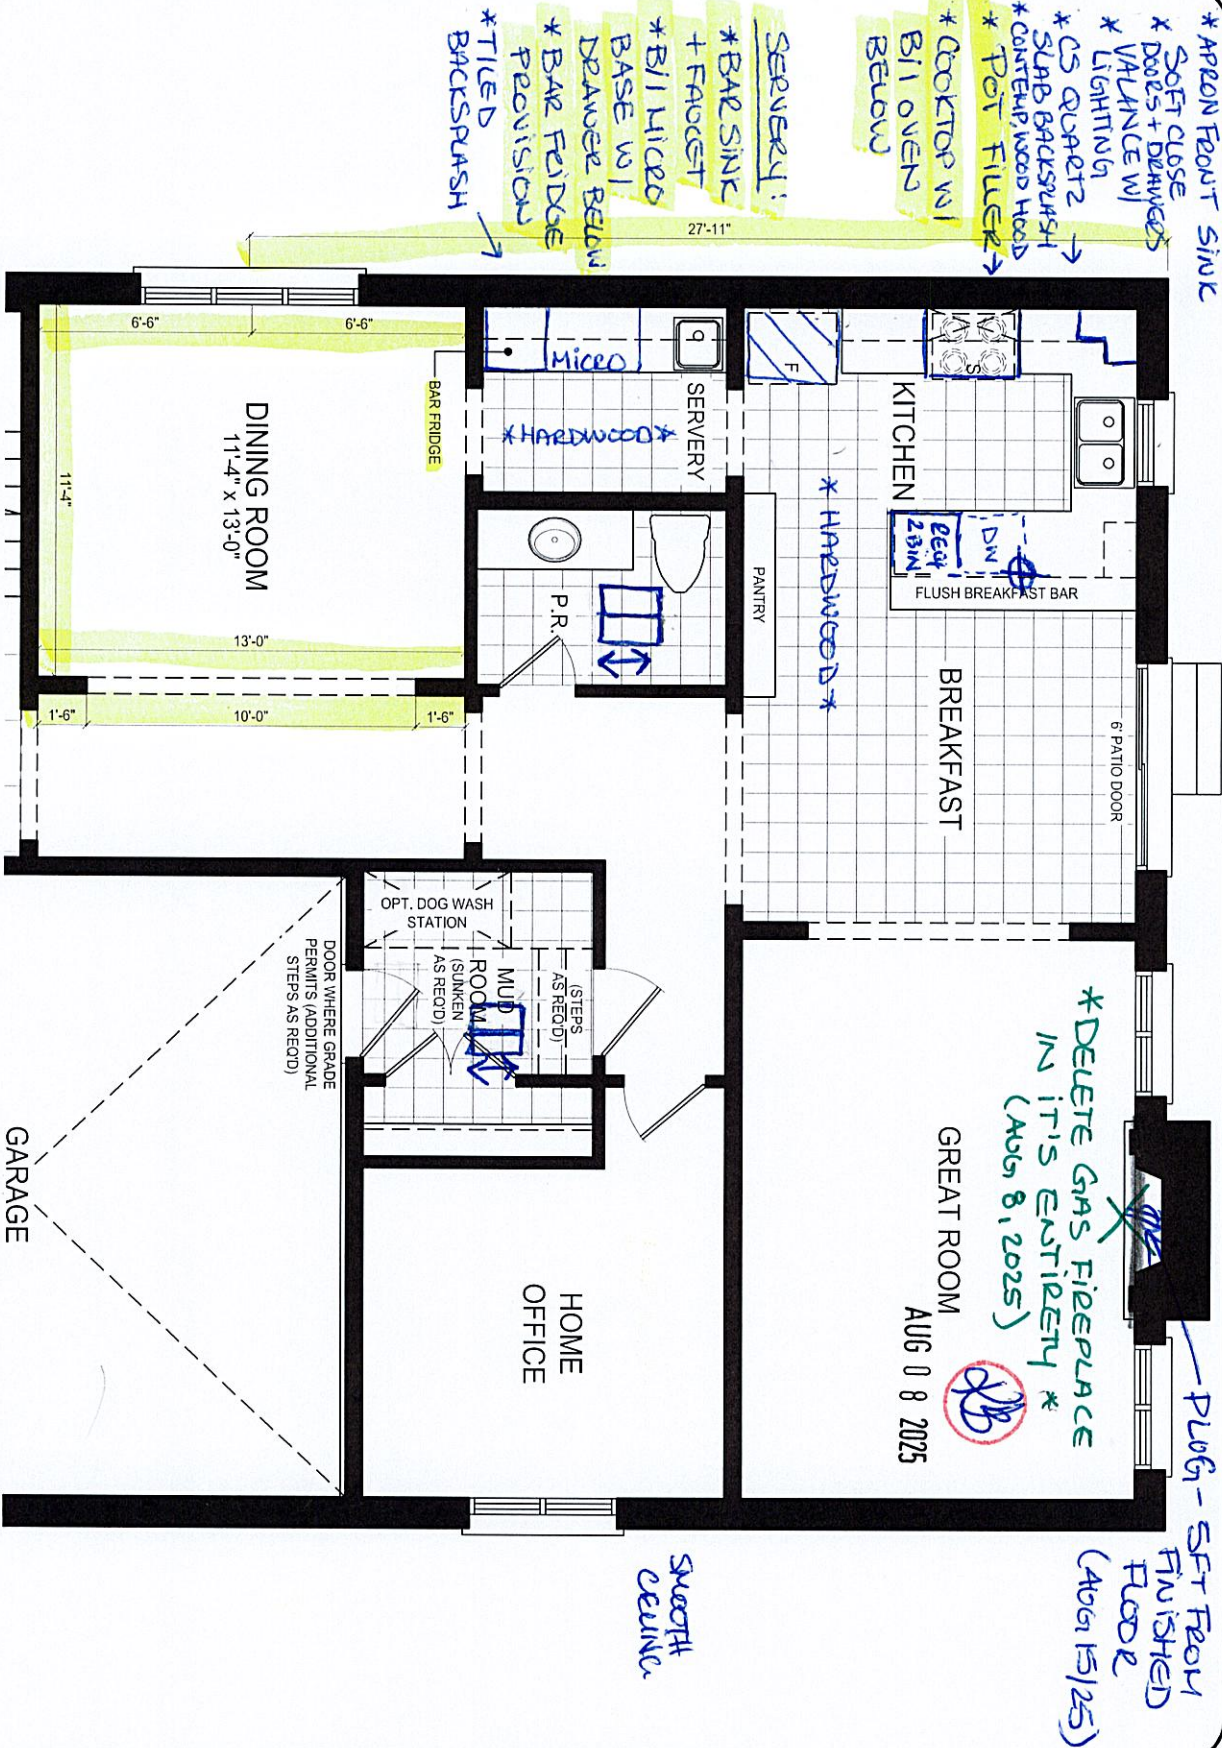 * APRON FRONT SINK
* SOFT CLOSE
DOORS + DRAWERS
* VALANCE W/
LIGHTING
* CS QUARTZ →
SLAB BACKSPLASH
* CONTEMP. WOOD HOOD
* POT FILLER →
* COOKTOP W/
B/I OVEN
BELOW
SERVERY:
* BAR SINK
+ FAUCET
* B/I MICRO
BASE W/
DRAWER BELOW
* BAR FRIDGE
PROVISION
* TILED
BACKSPLASH
27'-11"
6'-6"
6'-6"
11'-4"
DINING ROOM
11'-4" x 13'-0"
13'-0"
1'-6"
10'-0"
1'-6"
BAR FRIDGE
MICRO
SERVERY
*HARDWOOD*
F
S
KITCHEN
* HARDWOOD *
DW
2 BIN
FLUSH BREAKFAST BAR
PANTRY
P.R.
BREAKFAST
6' PATIO DOOR
OPT. DOG WASH
STATION
MUD
ROOM
(SUNKEN
AS REQ'D)
(STEPS
AS REQ'D)
DOOR WHERE GRADE
PERMITS (ADDITIONAL
STEPS AS REQ'D)
GARAGE
HOME
OFFICE
GREAT ROOM
*DELETE GAS FIREPLACE
IN IT'S ENTIRETY *
(AUG 8, 2025)
AUG 08 2025
PLUG - 5FT FROM
FINISHED
FLOOR
(AUG 15/25)
SMOOTH
CEILING